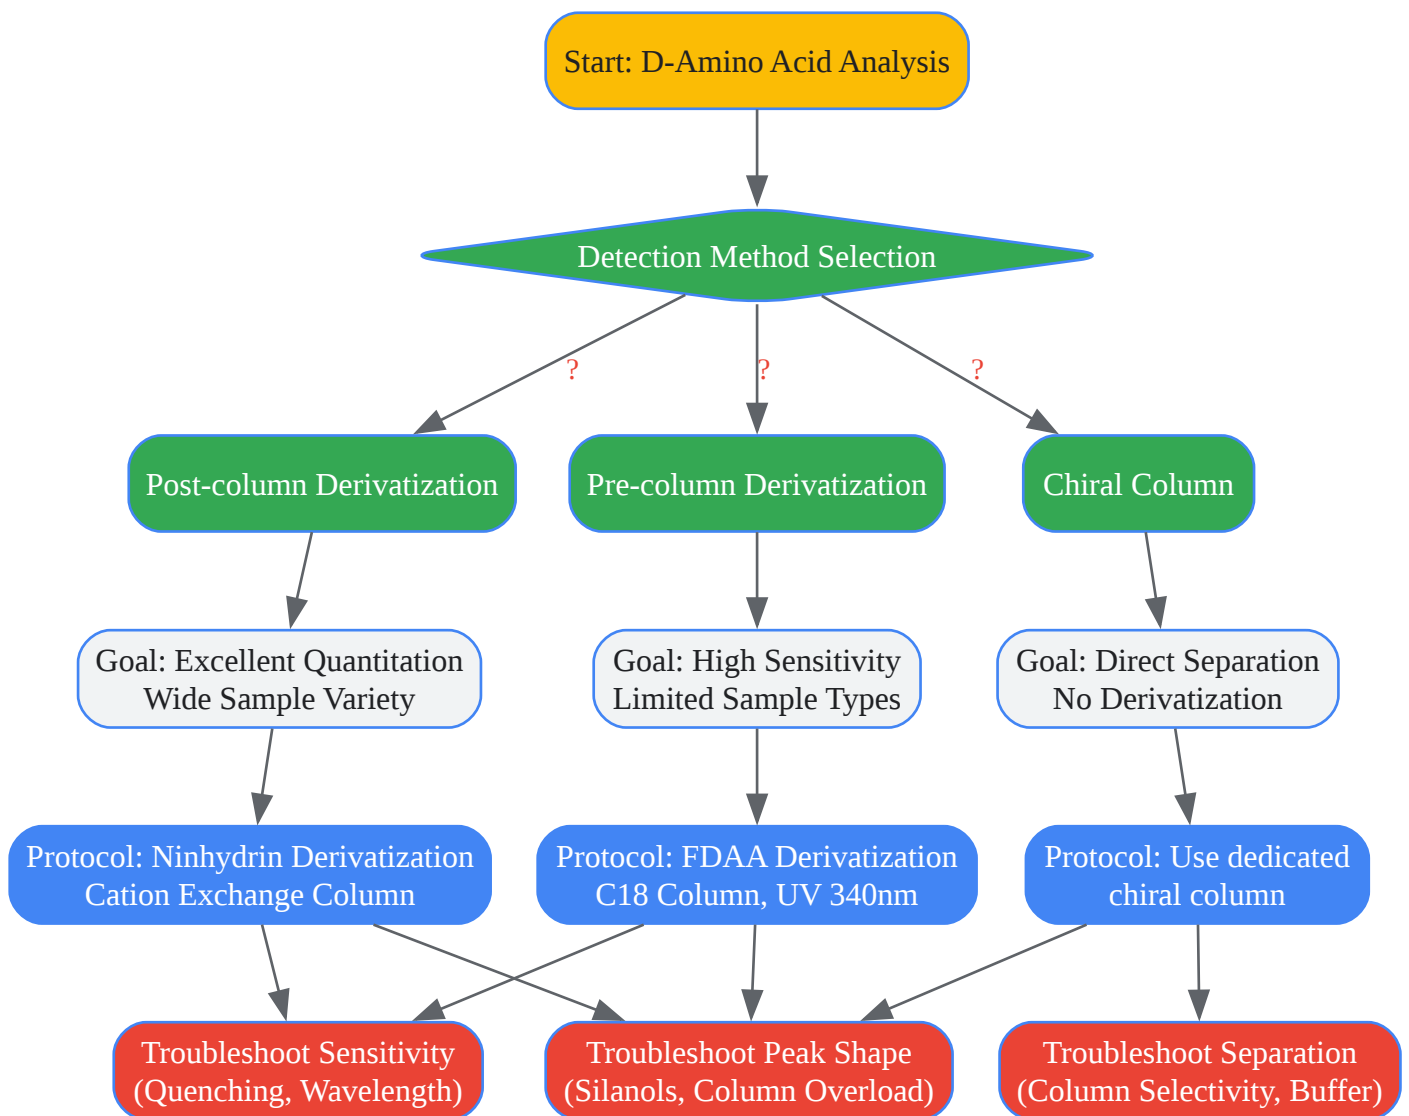 Start: D-Amino Acid Analysis
Detection Method Selection
?
?
?
Post-column Derivatization
Pre-column Derivatization
Chiral Column
Goal: Excellent Quantitation
Wide Sample Variety
Goal: High Sensitivity
Limited Sample Types
Goal: Direct Separation
No Derivatization
Protocol: Ninhydrin Derivatization
Cation Exchange Column
Protocol: FDAA Derivatization
C18 Column, UV 340nm
Protocol: Use dedicated
chiral column
Troubleshoot Sensitivity
(Quenching, Wavelength)
Troubleshoot Peak Shape
(Silanols, Column Overload)
Troubleshoot Separation
(Column Selectivity, Buffer)